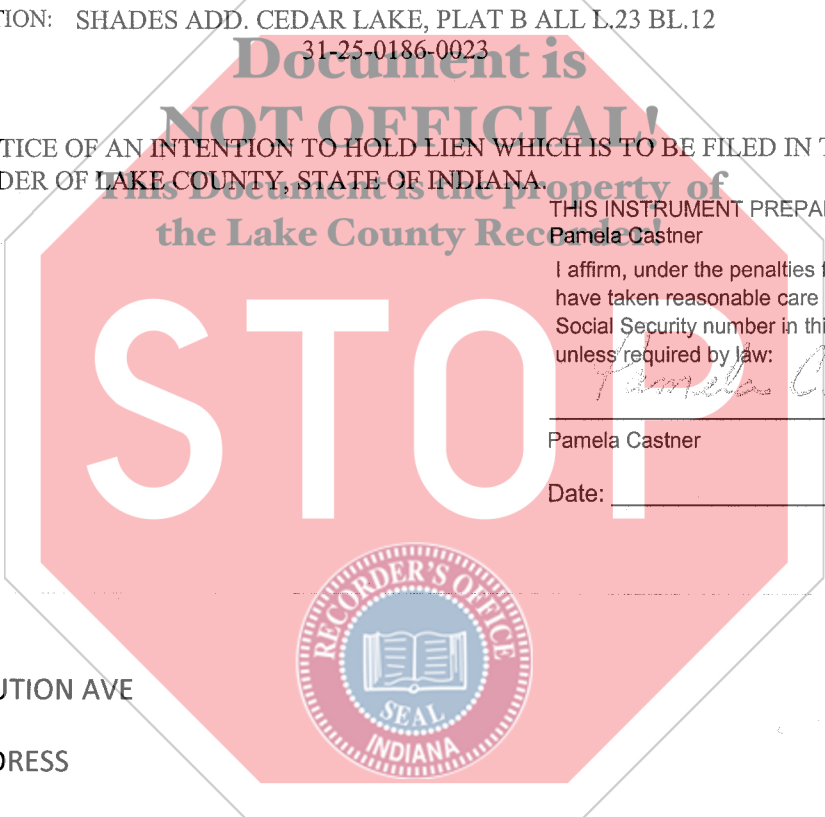 TION: SHADES ADD. CEDAR LAKE, PLAT B ALL L.23 BL.12
31-25-0186-0023
Document is
NOT OFFICIAL!
TICE OF AN INTENTION TO HOLD LIEN WHICH IS TO BE FILED IN T
DER OF LAKE COUNTY, STATE OF INDIANA.
This Document is the property of
the Lake County Recorder!
THIS INSTRUMENT PREPA
Pamela Castner
I affirm, under the penalties f
have taken reasonable care
Social Security number in thi
unless required by law:
Pamela C
Pamela Castner
Date:
STOP
RECORDER'S OFFICE
SEAL
INDIANA
UTION AVE
DRESS